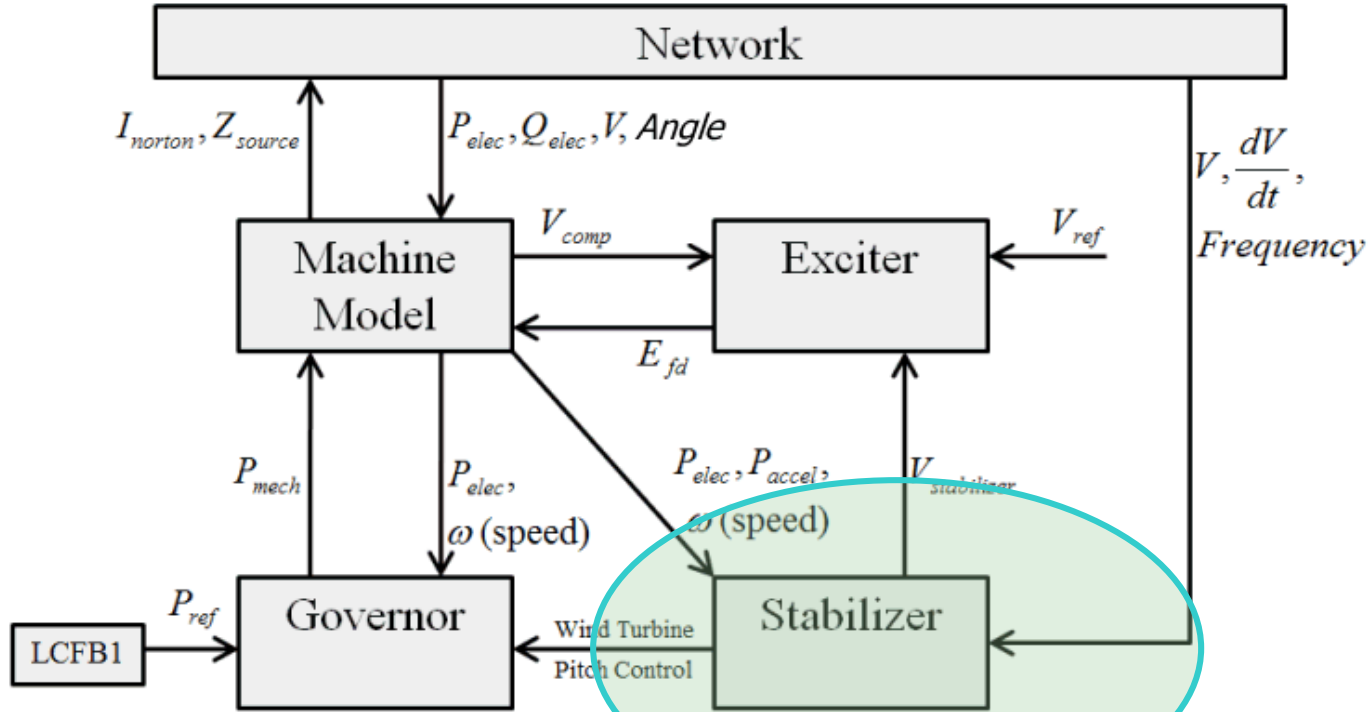 Network
I_norton, Z_source
P_elec, Q_elec, V, Angle
V, dV/dt,
Frequency
Machine
Model
V_comp
Exciter
V_ref
E_fd
P_mech
P_elec,
ω (speed)
P_elec, P_accel,
ω (speed)
V_stabilizer
LCFB1
P_ref
Governor
Wind Turbine
Pitch Control
Stabilizer